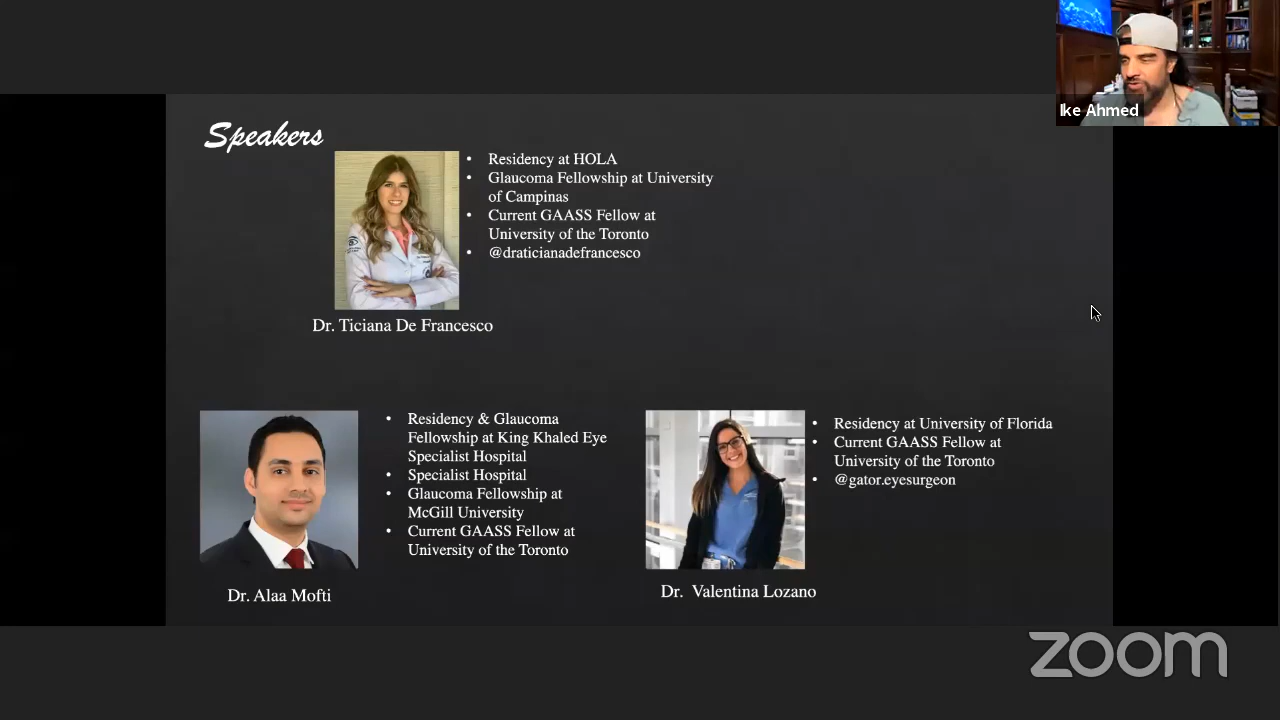 Ike Ahmed
Speakers
• Residency at HOLA
• Glaucoma Fellowship at University
of Campinas
• Current GAASS Fellow at
University of the Toronto
• @draticianadefrancesco
Dr. Ticiana De Francesco
• Residency & Glaucoma
Fellowship at King Khaled Eye
Specialist Hospital
• Specialist Hospital
• Glaucoma Fellowship at
McGill University
• Current GAASS Fellow at
University of the Toronto
Dr. Alaa Mofti
• Residency at University of Florida
• Current GAASS Fellow at
University of the Toronto
• @gator.eyesurgeon
Dr. Valentina Lozano
zoom